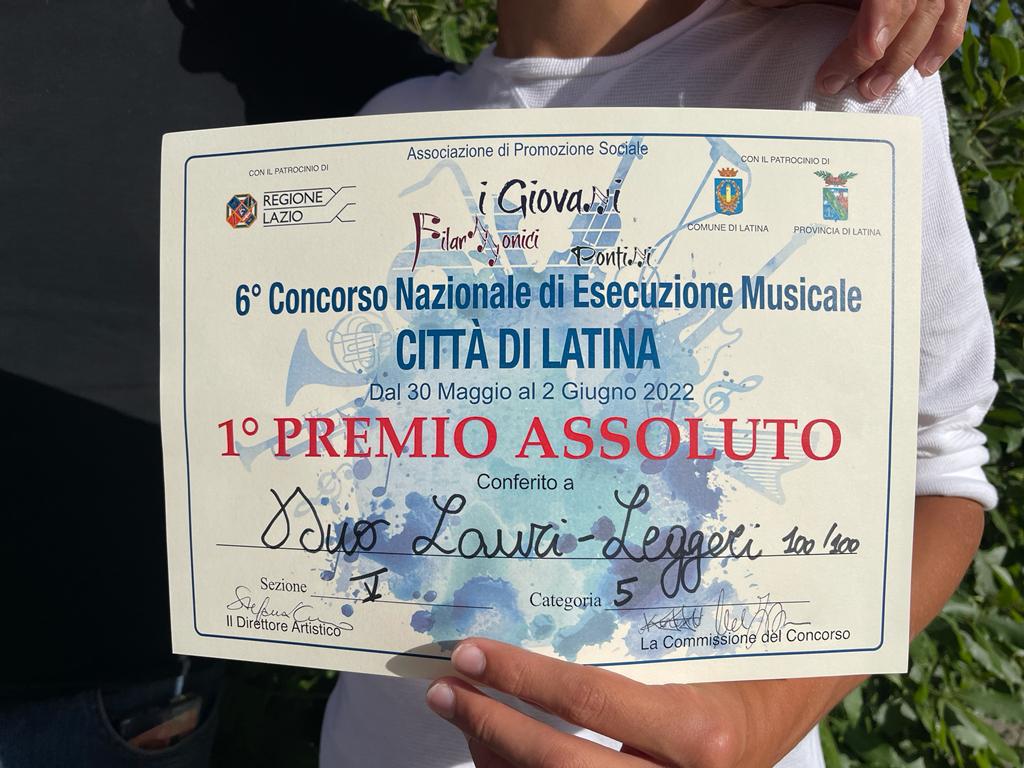 Associazione di Promozione Sociale
CON IL PATROCINIO DI
REGIONE
LAZIO
i Giovani
Filarmonici
Pontini
CON IL PATROCINIO DI
COMUNE DI LATINA
PROVINCIA DI LATINA
6° Concorso Nazionale di Esecuzione Musicale
CITTÀ DI LATINA
Dal 30 Maggio al 2 Giugno 2022
1° PREMIO ASSOLUTO
Conferito a
Duo Lauri-Leggeri 100/100
Sezione V Categoria 5
Il Direttore Artistico
La Commissione del Concorso